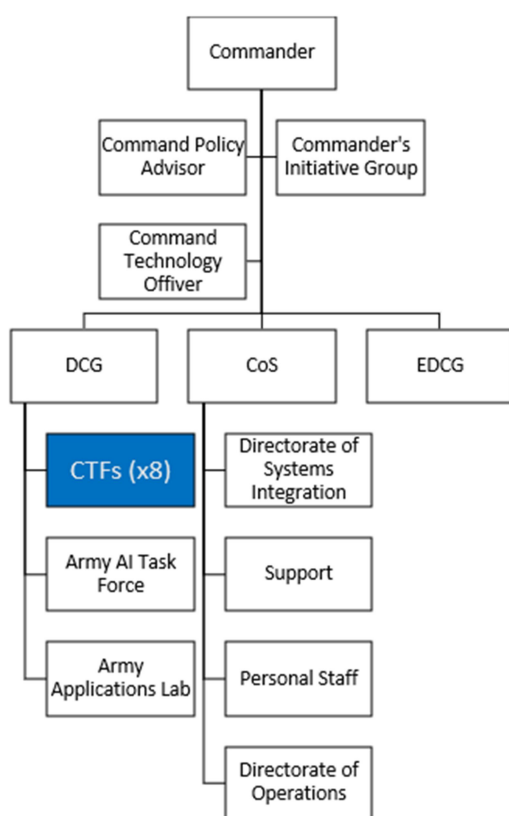 Commander
Command Policy
Advisor
Commander's
Initiative Group
Command
Technology
Offiver
DCG
CoS
EDCG
CTFs (x8)
Directorate of
Systems
Integration
Army AI Task
Force
Support
Army
Applications Lab
Personal Staff
Directorate of
Operations